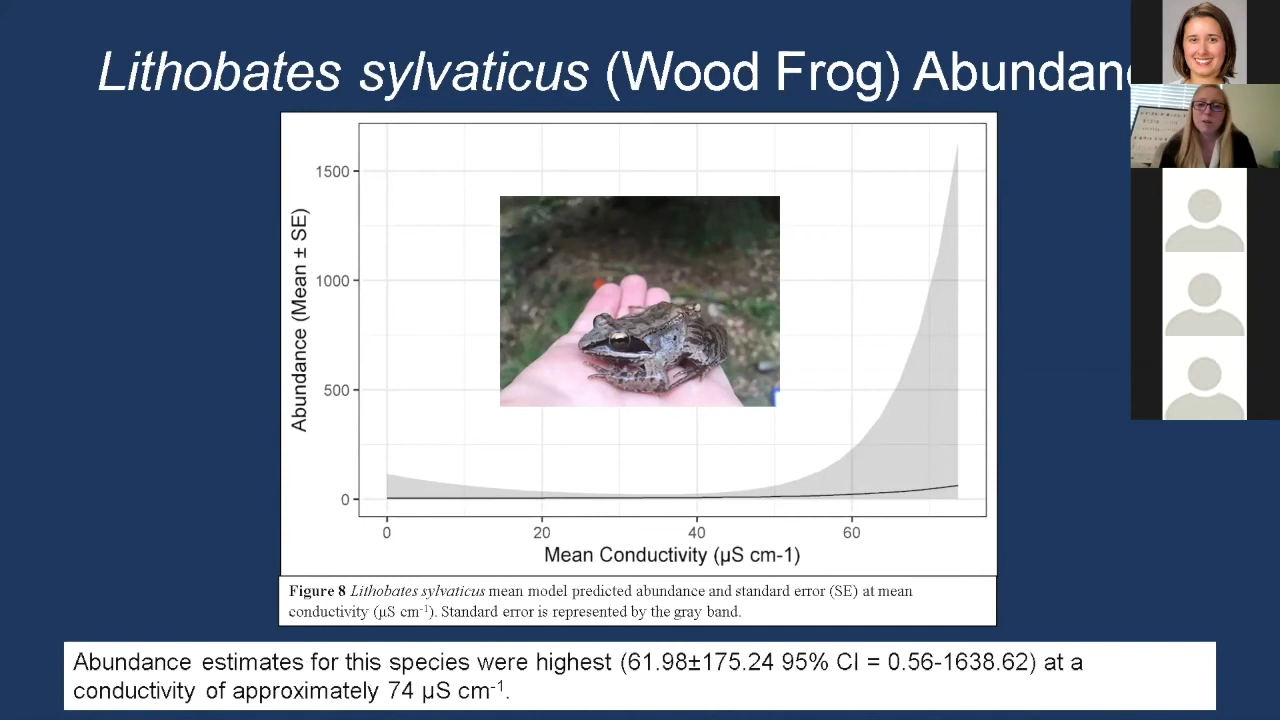 Lithobates sylvaticus (Wood Frog) Abundan
1500
1000
500
0
Abundance (Mean ± SE)
0 20 40 60
Mean Conductivity (µS cm-1)
Figure 8 Lithobates sylvaticus mean model predicted abundance and standard error (SE) at mean
conductivity (µS cm-1). Standard error is represented by the gray band.
Abundance estimates for this species were highest (61.98±175.24 95% CI = 0.56-1638.62) at a
conductivity of approximately 74 µS cm-1.